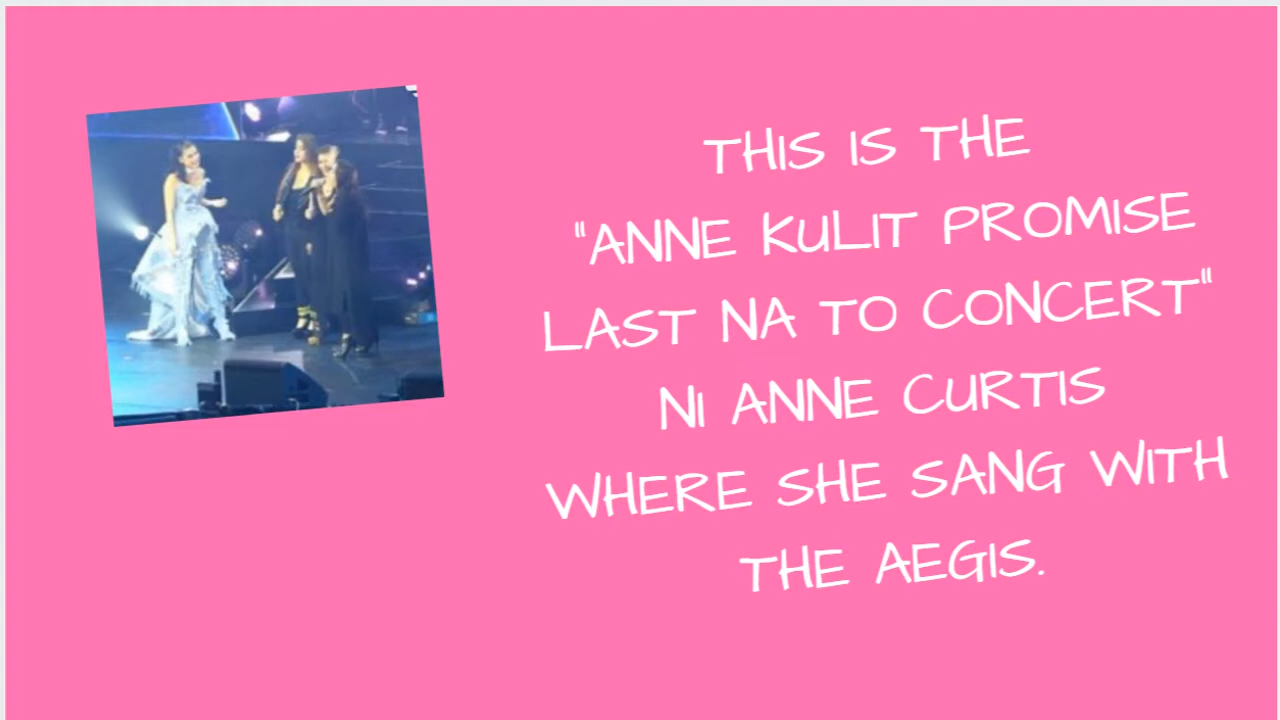 THIS IS THE
"ANNE KULIT PROMISE
LAST NA TO CONCERT"
NI ANNE CURTIS
WHERE SHE SANG WITH
THE AEGIS.